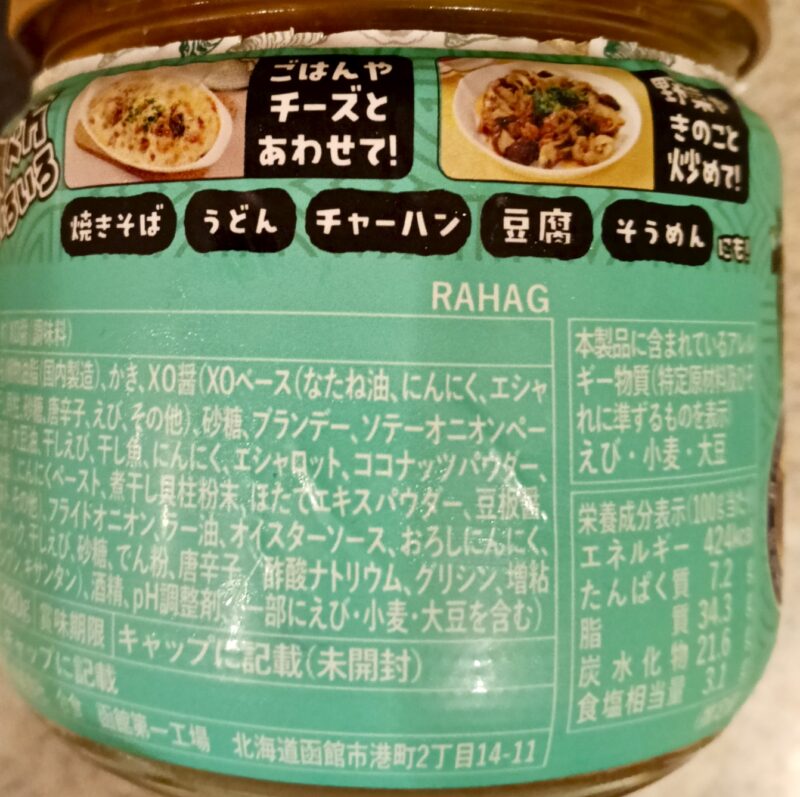 ごはんや
チーズと
あわせて!
きのこと
炒めて!
焼きそば うどん チャーハン 豆腐 そうめん にも!
RAHAG
調味料)
(国内製造)、かき、XO醤(XOベース(なたね油、にんにく、エシャ
砂糖、唐辛子、えび、その他)、砂糖、ブランデー、ソテーオニオンペー
大豆油、干しえび、干し魚、にんにく、エシャロット、ココナッツパウダー、
にんにくペースト、煮干し貝柱粉末、ほたてエキスパウダー、豆板醤、
フライドオニオン、ラー油、オイスターソース、おろしにんにく、
干しえび、砂糖、でん粉、唐辛子 酢酸ナトリウム、グリシン、増粘
キサンタン)、酒精、pH調整剤、(一部にえび・小麦・大豆を含む)
賞味期限 キャップに記載(未開封)
キャップに記載
函館第一工場 北海道函館市港町2丁目14-11
本製品に含まれているアレル
ギー物質(特定原材料及びそ
れに準ずるものを表示)
えび・小麦・大豆
栄養成分表示(100g当たり)
エネルギー 424kcal
たんぱく質 7.2
脂質 34.3
炭水化物 21.6
食塩相当量 3.1